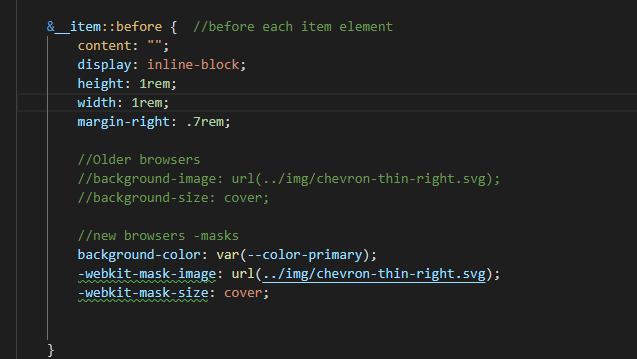 &__item::before {  //before each item element
content: "";
display: inline-block;
height: 1rem;
width: 1rem;
margin-right: .7rem;
//Older browsers
//background-image: url(../img/chevron-thin-right.svg);
//background-size: cover;
//new browsers -masks
background-color: var(--color-primary);
-webkit-mask-image: url(../img/chevron-thin-right.svg);
-webkit-mask-size: cover;
}